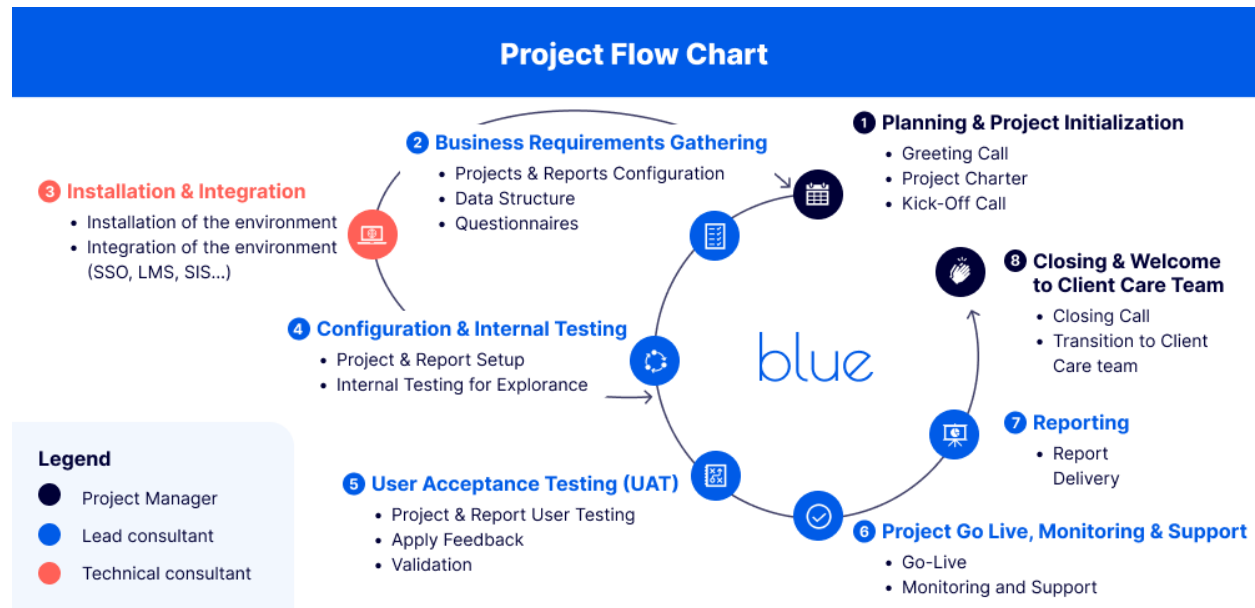 Project Flow Chart
1 Planning & Project Initialization
• Greeting Call
• Project Charter
• Kick-Off Call
2 Business Requirements Gathering
• Projects & Reports Configuration
• Data Structure
• Questionnaires
3 Installation & Integration
• Installation of the environment
• Integration of the environment
(SSO, LMS, SIS...)
4 Configuration & Internal Testing
• Project & Report Setup
• Internal Testing for Explorance
5 User Acceptance Testing (UAT)
• Project & Report User Testing
• Apply Feedback
• Validation
6 Project Go Live, Monitoring & Support
• Go-Live
• Monitoring and Support
7 Reporting
• Report
Delivery
8 Closing & Welcome
to Client Care Team
• Closing Call
• Transition to Client
Care team
blue
Legend
Project Manager
Lead consultant
Technical consultant